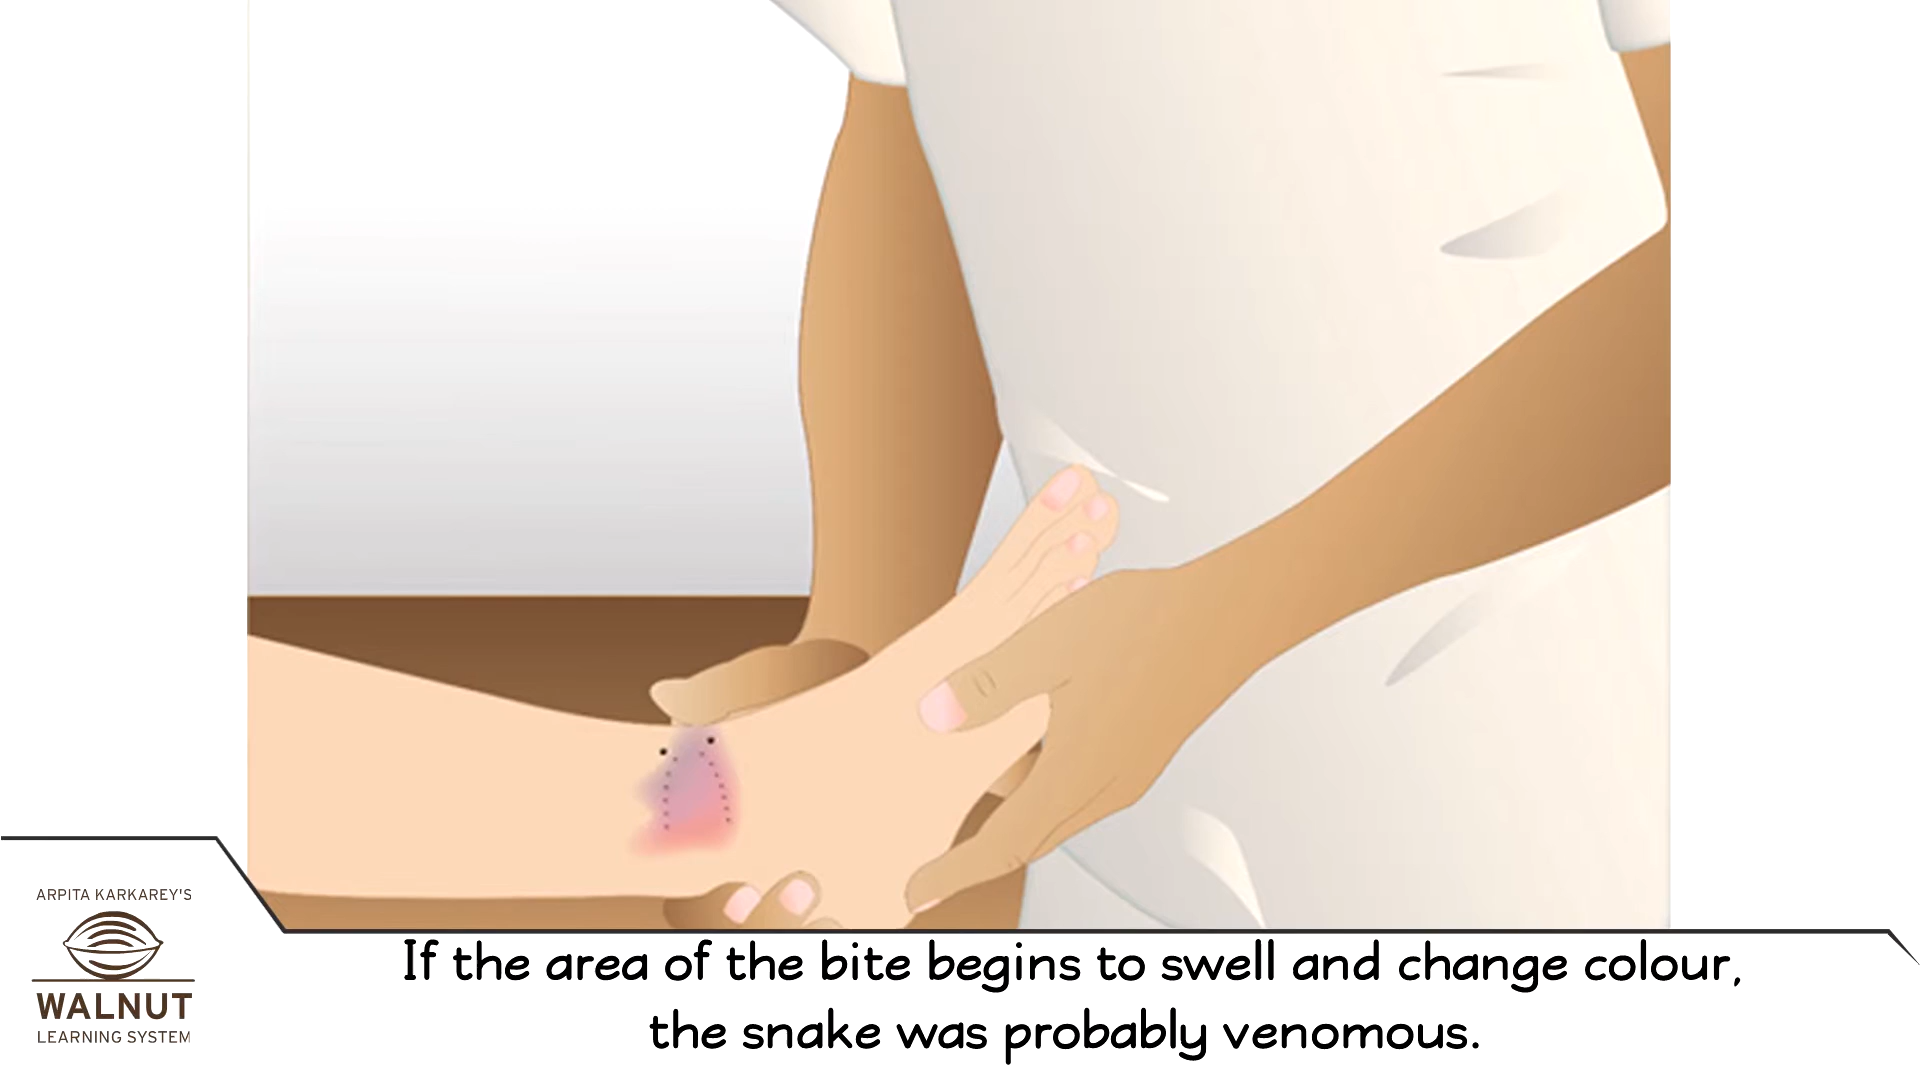 ARPITA KARKAREY'S
WALNUT
LEARNING SYSTEM
If the area of the bite begins to swell and change colour,
the snake was probably venomous.